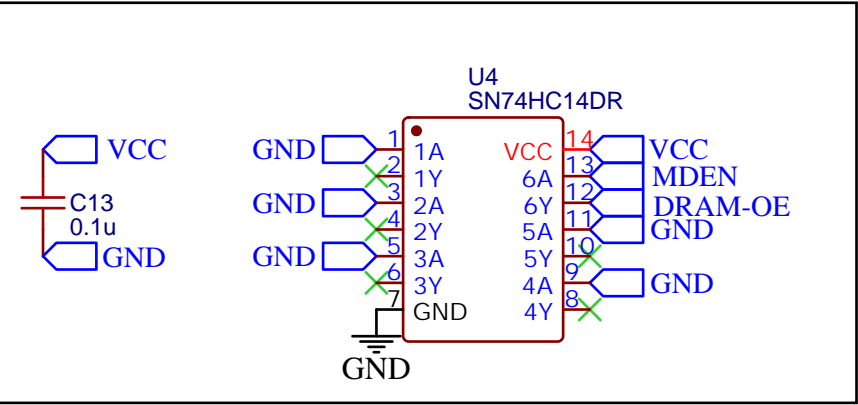 U4
SN74HC14DR
VCC
C13
0.1u
GND
GND 1 1A
2 1Y
GND 3 2A
4 2Y
GND 5 3A
6 3Y
7 GND
GND
VCC 14 VCC
6A 13 MDEN
6Y 12 DRAM-OE
5A 11 GND
5Y 10
4A 9 GND
4Y 8